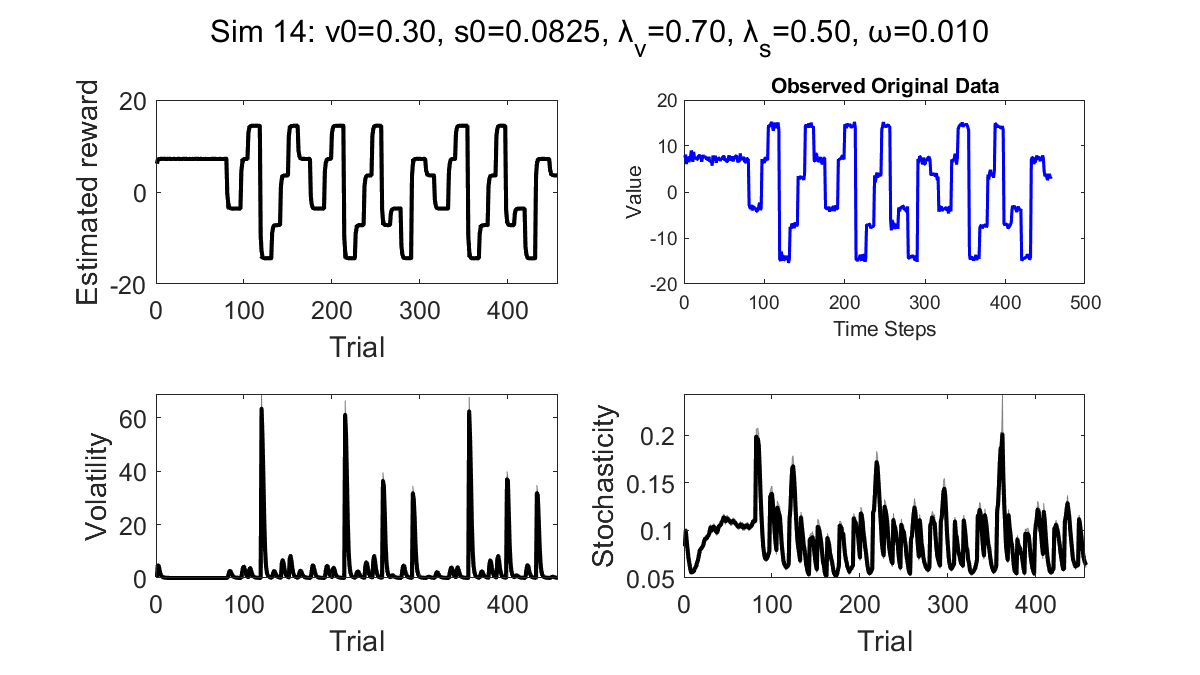 Sim 14: v0=0.30, s0=0.0825, λ_v=0.70, λ_s=0.50, ω=0.010
Estimated reward
20
0
-20
0 100 200 300 400
Trial
Observed Original Data
Value
20
10
0
-10
-20
0 100 200 300 400 500
Time Steps
Volatility
60
40
20
0
0 100 200 300 400
Trial
Stochasticity
0.2
0.15
0.1
0.05
0 100 200 300 400
Trial